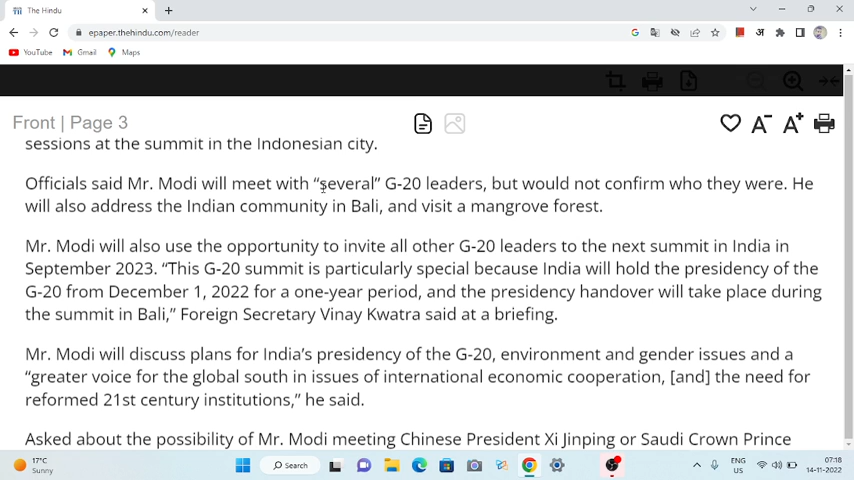 The Hindu
epaper.thehindu.com/reader
YouTube Gmail Maps
Front | Page 3
A- A+
sessions at the summit in the Indonesian city.
Officials said Mr. Modi will meet with “several” G-20 leaders, but would not confirm who they were. He
will also address the Indian community in Bali, and visit a mangrove forest.
Mr. Modi will also use the opportunity to invite all other G-20 leaders to the next summit in India in
September 2023. “This G-20 summit is particularly special because India will hold the presidency of the
G-20 from December 1, 2022 for a one-year period, and the presidency handover will take place during
the summit in Bali,” Foreign Secretary Vinay Kwatra said at a briefing.
Mr. Modi will discuss plans for India’s presidency of the G-20, environment and gender issues and a
“greater voice for the global south in issues of international economic cooperation, [and] the need for
reformed 21st century institutions,” he said.
Asked about the possibility of Mr. Modi meeting Chinese President Xi Jinping or Saudi Crown Prince
17°C
Sunny
Search
ENG
US
07:18
14-11-2022